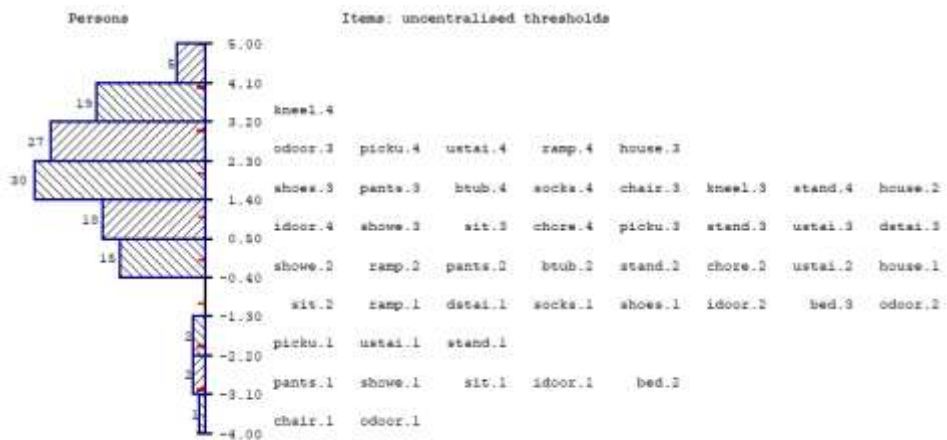 Persons Items: uncentralised thresholds
5.00
4.10
19 kneel.4
3.20
27 odoor.3 picku.4 ustai.4 ramp.4 house.3
2.30
30 shoes.3 pants.3 btub.4 socks.4 chair.3 kneel.3 stand.4 house.2
1.40
18 idoor.4 showe.3 sit.3 chore.4 picku.3 stand.3 ustai.3 dstai.3
0.50
showe.2 ramp.2 pants.2 btub.2 stand.2 chore.2 ustai.2 house.1
-0.40
sit.2 ramp.1 dstai.1 socks.1 shoes.1 idoor.2 bed.3 odoor.2
-1.30
2 picku.1 ustai.1 stand.1
-2.20
2 pants.1 showe.1 sit.1 idoor.1 bed.2
-3.10
1 chair.1 odoor.1
-4.00